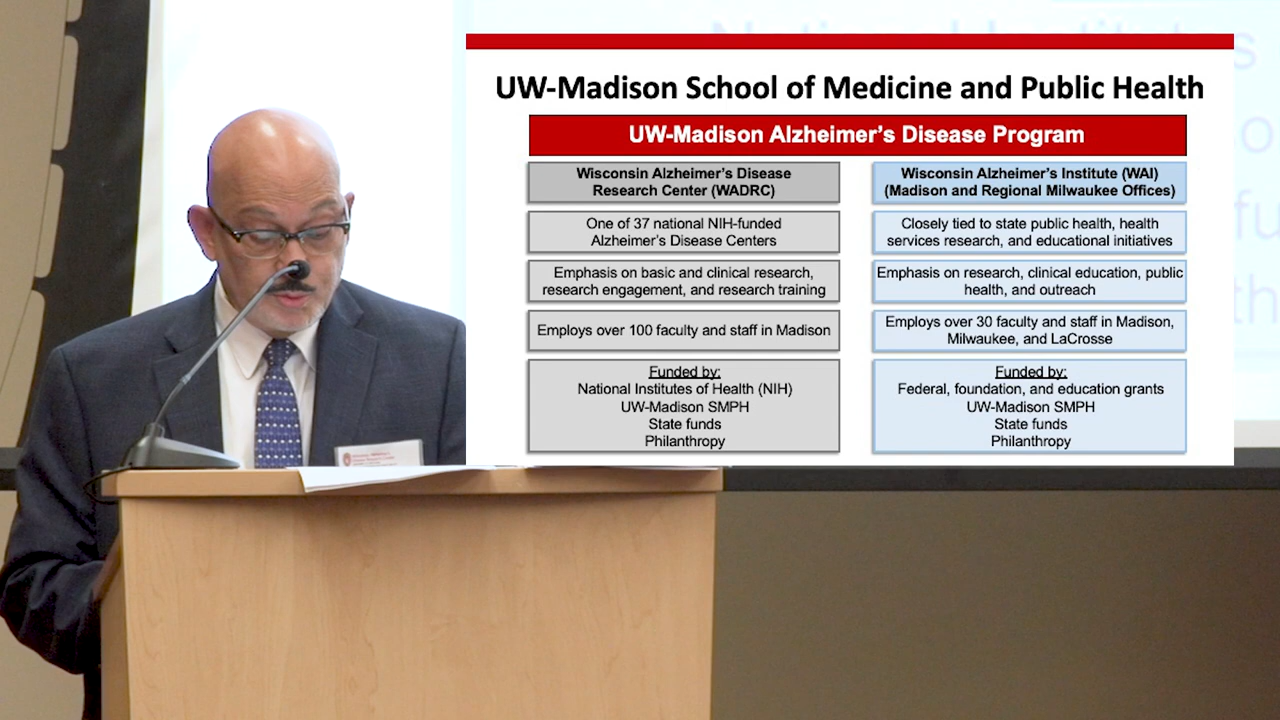 UW-Madison School of Medicine and Public Health
UW-Madison Alzheimer's Disease Program
Wisconsin Alzheimer's Disease
Research Center (WADRC)
One of 37 national NIH-funded
Alzheimer's Disease Centers
Emphasis on basic and clinical research,
research engagement, and research training
Employs over 100 faculty and staff in Madison
Funded by:
National Institutes of Health (NIH)
UW-Madison SMPH
State funds
Philanthropy
Wisconsin Alzheimer's Institute (WAI)
(Madison and Regional Milwaukee Offices)
Closely tied to state public health, health
services research, and educational initiatives
Emphasis on research, clinical education, public
health, and outreach
Employs over 30 faculty and staff in Madison,
Milwaukee, and LaCrosse
Funded by:
Federal, foundation, and education grants
UW-Madison SMPH
State funds
Philanthropy